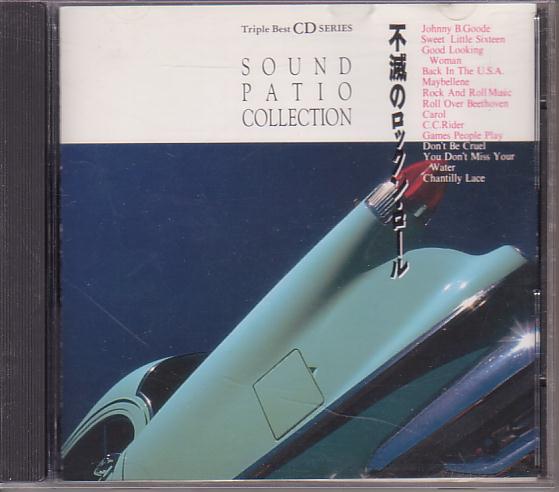 Triple Best CD SERIES
SOUND
PATIO
COLLECTION
不滅のロックン・ロール
Johnny B.Goode
Sweet Little Sixteen
Good Looking
Woman
Back In The U.S.A.
Maybellene
Rock And Roll Music
Roll Over Beethoven
Carol
C.C.Rider
Games People Play
Don't Be Cruel
You Don't Miss Your
Water
Chantilly Lace